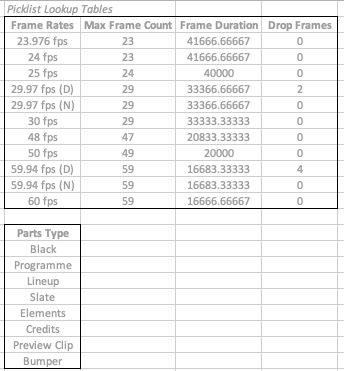 Picklist Lookup Tables
Frame Rates Max Frame Count Frame Duration Drop Frames
23.976 fps 23 41666.66667 0
24 fps 23 41666.66667 0
25 fps 24 40000 0
29.97 fps (D) 29 33366.66667 2
29.97 fps (N) 29 33366.66667 0
30 fps 29 33333.33333 0
48 fps 47 20833.33333 0
50 fps 49 20000 0
59.94 fps (D) 59 16683.33333 4
59.94 fps (N) 59 16683.33333 0
60 fps 59 16666.66667 0
Parts Type
Black
Programme
Lineup
Slate
Elements
Credits
Preview Clip
Bumper